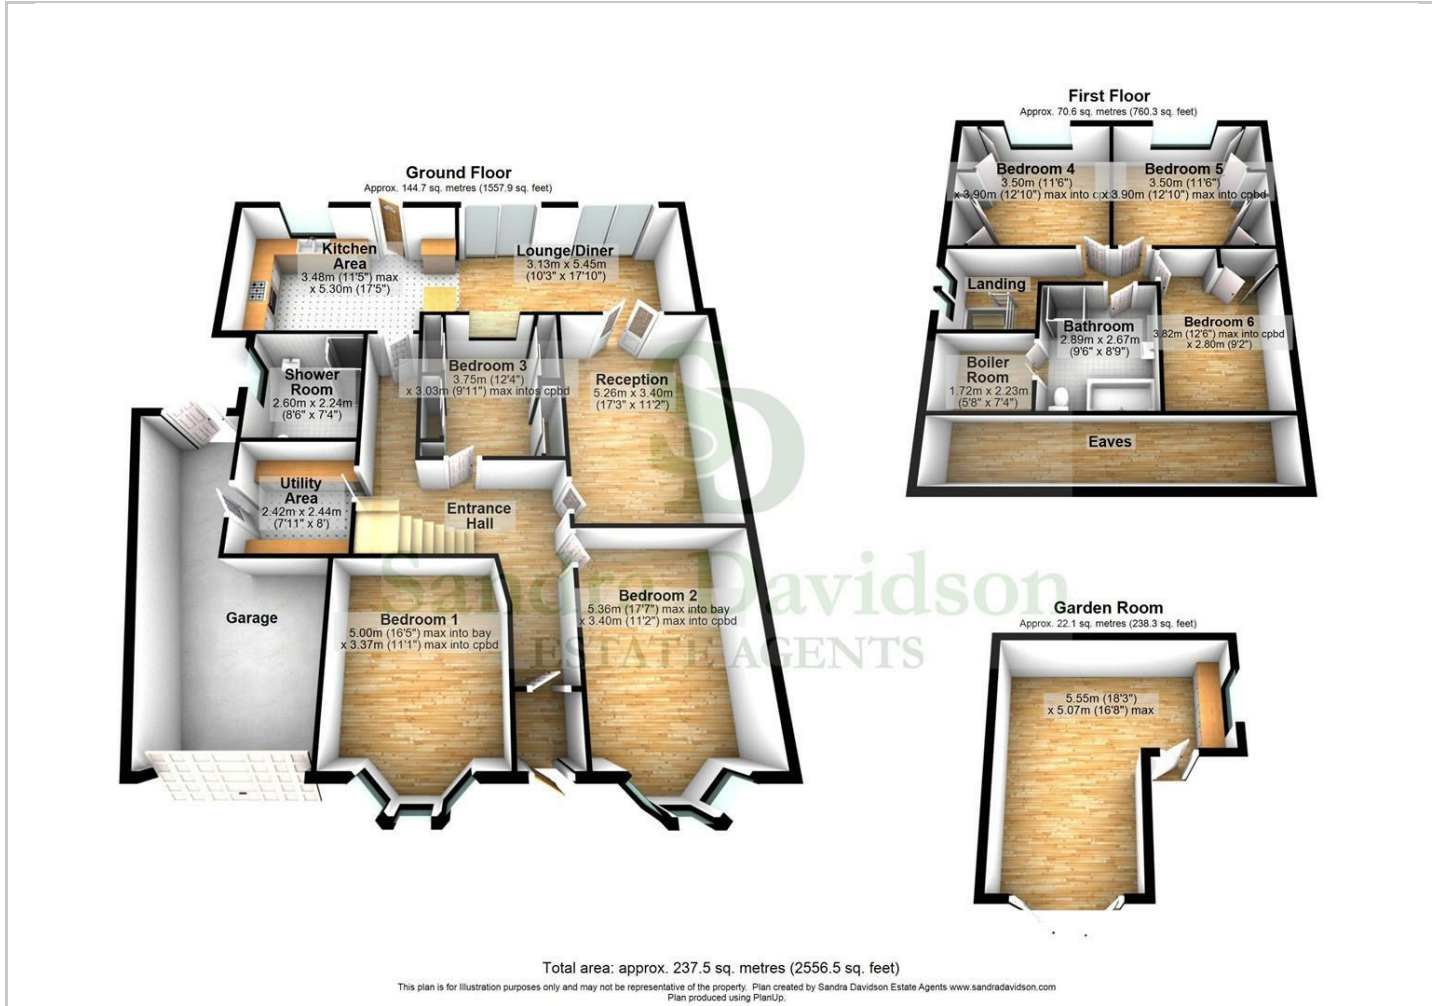 Ground Floor
Approx. 144.7 sq. metres (1557.9 sq. feet)
Kitchen
Area
3.48m (11'5") max
x 5.30m (17'5")
Lounge/Diner
3.13m x 5.45m
(10'3" x 17'10")
Shower
Room
2.60m x 2.24m
(8'6" x 7'4")
Bedroom 3
3.75m (12'4")
x 3.03m (9'11") max intos cpbd
Reception
5.26m x 3.40m
(17'3" x 11'2")
Utility
Area
2.42m x 2.44m
(7'11" x 8')
Entrance
Hall
Garage
Bedroom 1
5.00m (16'5") max into bay
x 3.37m (11'1") max into cpbd
Bedroom 2
5.36m (17'7") max into bay
x 3.40m (11'2") max into cpbd
First Floor
Approx. 70.6 sq. metres (760.3 sq. feet)
Bedroom 4
3.50m (11'6")
x 3.90m (12'10") max into c
Bedroom 5
3.50m (11'6")
x 3.90m (12'10") max into cpbd
Landing
Bathroom
2.89m x 2.67m
(9'6" x 8'9")
Bedroom 6
3.82m (12'6") max into cpbd
x 2.80m (9'2")
Boiler
Room
1.72m x 2.23m
(5'8" x 7'4")
Eaves
Garden Room
Approx. 22.1 sq. metres (238.3 sq. feet)
5.55m (18'3")
x 5.07m (16'8") max
SD
Sandra Davidson
ESTATE AGENTS
Total area: approx. 237.5 sq. metres (2556.5 sq. feet)
This plan is for Illustration purposes only and may not be representative of the property. Plan created by Sandra Davidson Estate Agents www.sandradavidson.com
Plan produced using PlanUp.